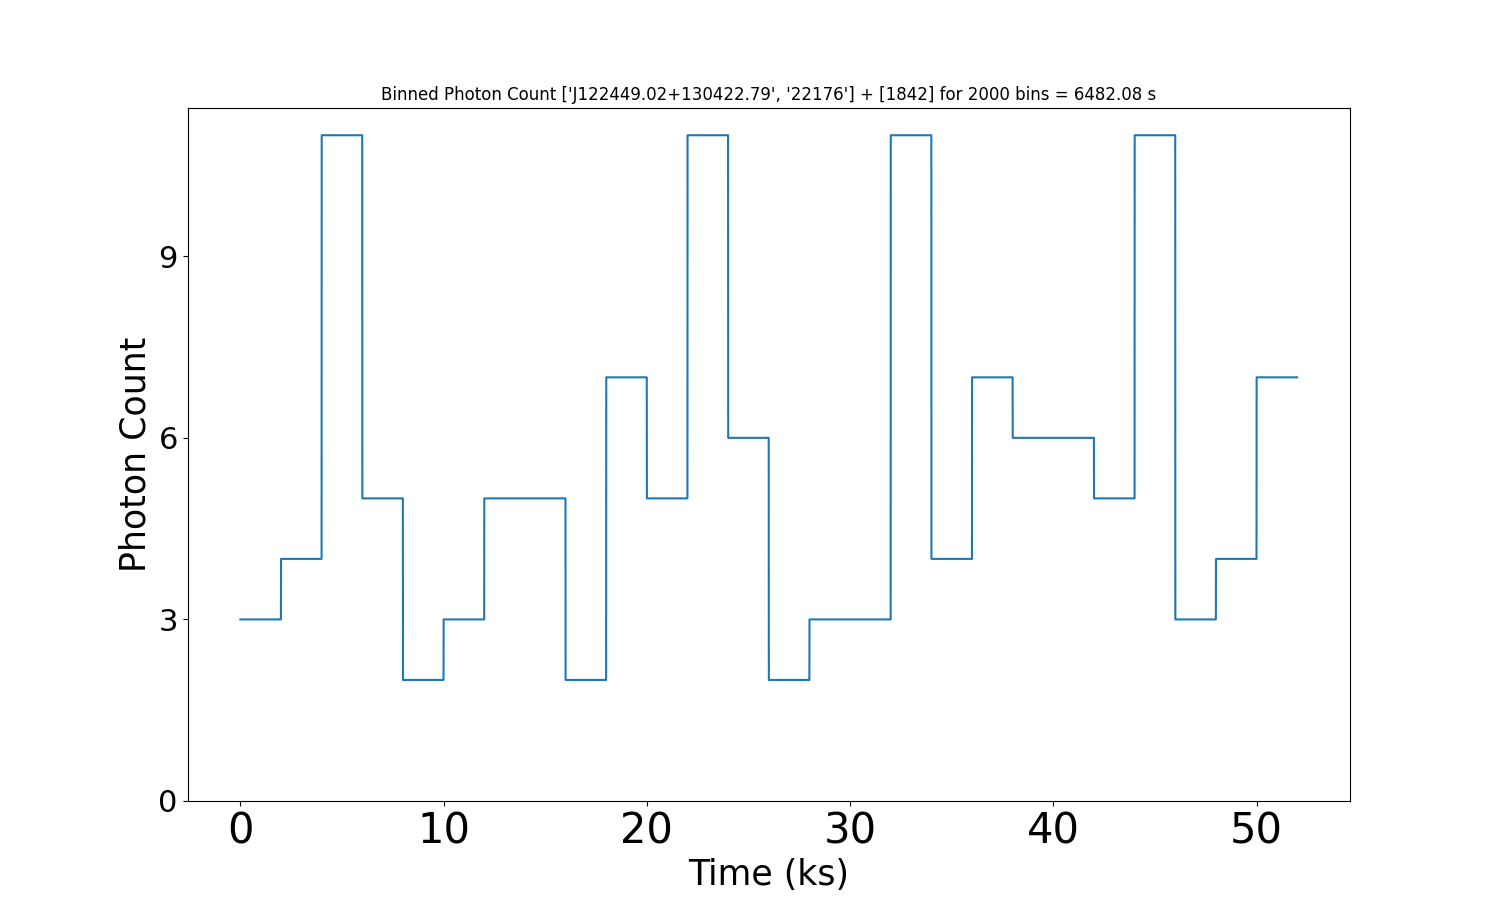 Binned Photon Count ['J122449.02+130422.79', '22176'] + [1842] for 2000 bins = 6482.08 s
Photon Count
9
6
3
0
0 10 20 30 40 50
Time (ks)